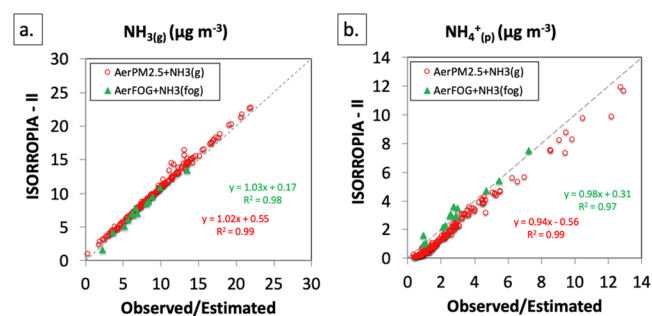 a.
NH3(g) (µg m-3)
ISORROPIA - II
30
25
20
15
10
5
0
AerPM2.5+NH3(g)
AerFOG+NH3(fog)
y = 1.03x + 0.17
R² = 0.98
y = 1.02x + 0.55
R² = 0.99
0 5 10 15 20 25 30
Observed/Estimated
b.
NH4+(p) (µg m-3)
ISORROPIA - II
14
12
10
8
6
4
2
0
AerPM2.5+NH3(g)
AerFOG+NH3(fog)
y = 0.98x + 0.31
R² = 0.97
y = 0.94x - 0.56
R² = 0.99
0 2 4 6 8 10 12 14
Observed/Estimated